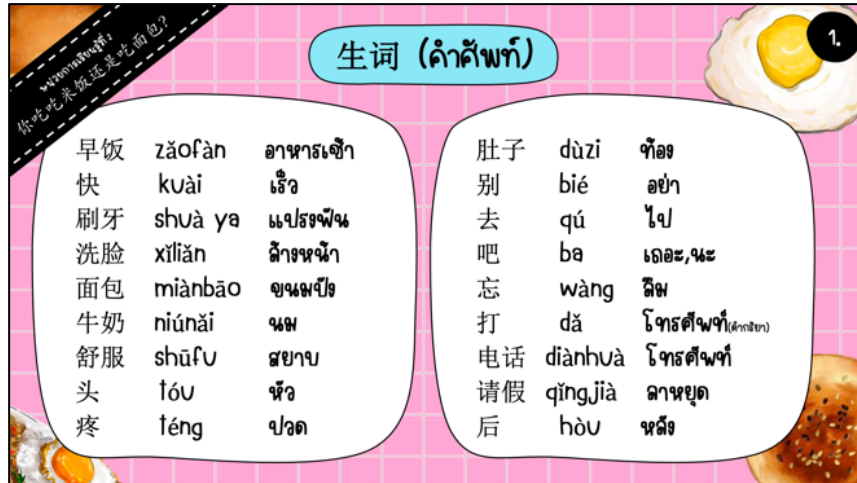 หน่วยการเรียนรู้ที่1
你吃吃米饭还是吃面包?
生词 (คำศัพท์)
1.
早饭 zǎofàn อาหารเช้า
快 kuài เร็ว
刷牙 shuà ya แปรงฟัน
洗脸 xǐliǎn ล้างหน้า
面包 miànbāo ขนมปัง
牛奶 niúnǎi นม
舒服 shūfu สบาย
头 tóu หัว
疼 téng ปวด
肚子 dùzi ท้อง
别 bié อย่า
去 qú ไป
吧 ba เถอะ,นะ
忘 wàng ลืม
打 dǎ โทรศัพท์(คำกริยา)
电话 diànhuà โทรศัพท์
请假 qǐngjià ลาหยุด
后 hòu หลัง